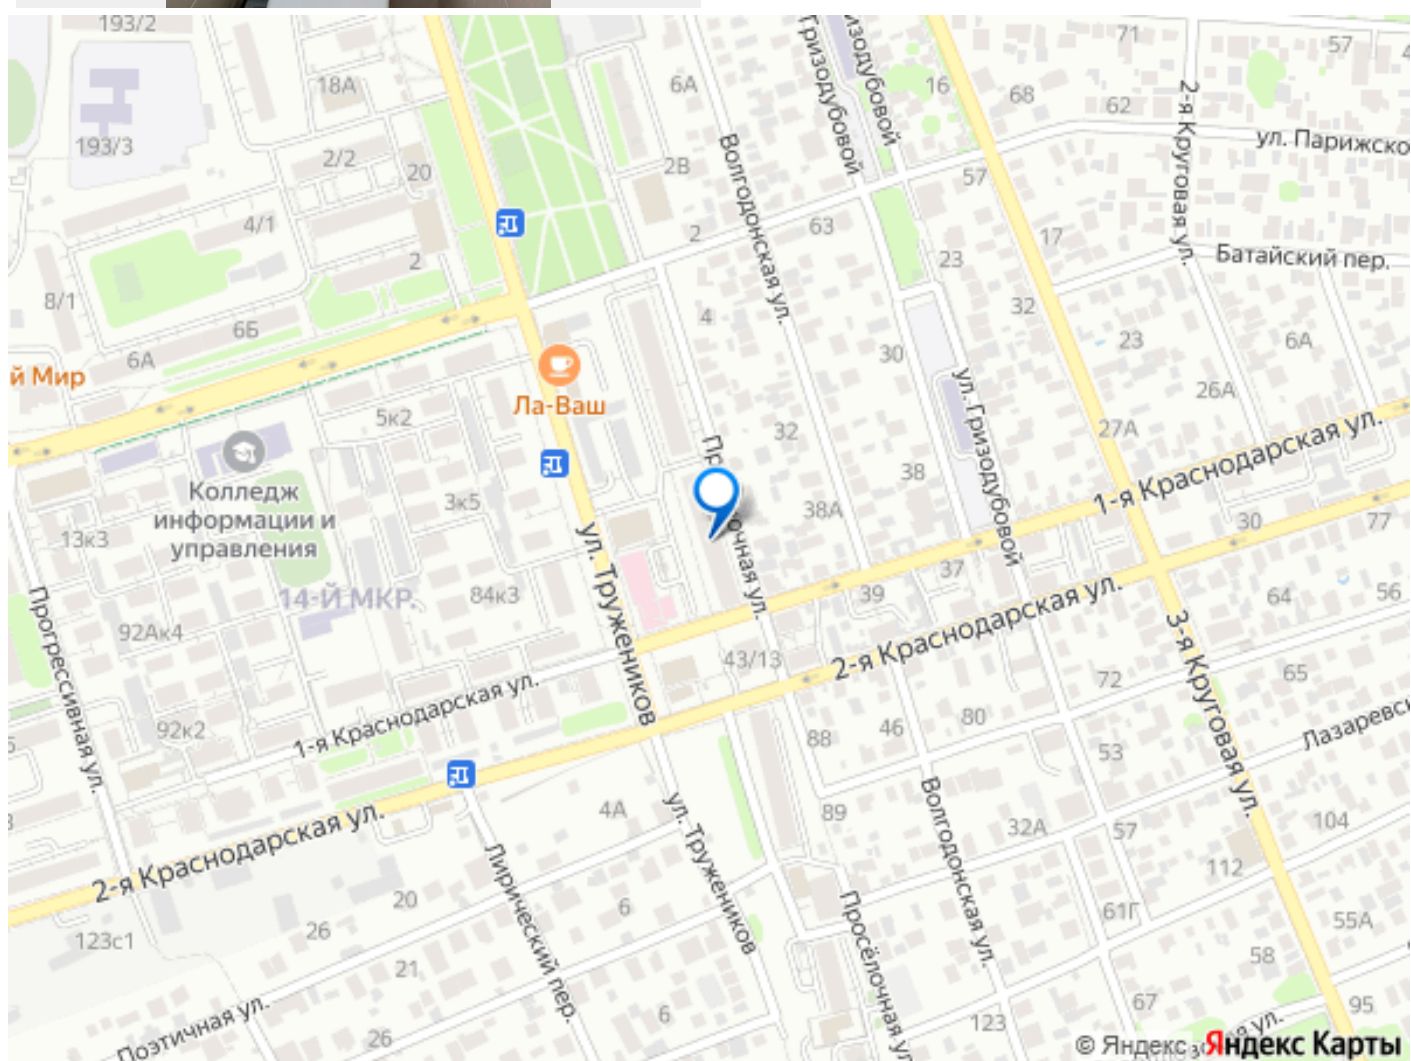 193/2
71
57
18А
6А
ул. Гризодубовой
16
68
62
2-я Круговая ул.
ул. Парижско
193/3
2/2
20
2В
Волгодонская ул.
57
4/1
2
63
17
2
23
Батайский пер.
8/1
6Б
4
32
6А
30
23
6А
й Мир
5к2
Ла-Ваш
ул. Гризодубовой
26А
32
27А
1-я Краснодарская ул.
Колледж
информации и
управления
3к5
38
38А
13к3
ул. Тружеников
30
77
14-Й МКР.
84к3
37
39
64
56
Прогрессивная ул.
92Ак4
43/13
2-я Краснодарская ул.
3-я Круговая ул.
72
65
1-я Краснодарская ул.
92к2
88
46
80
53
Лазаревск
4А
ул. Тружеников
89
Волгодонская ул.
32А
57
104
2-я Краснодарская ул.
Лирический пер.
112
20
6
61Г
55А
123с1
26
21
Просёлочная ул
58
Поэтичная ул.
26
6
123
67
95
© Яндекс
Яндекс Карты